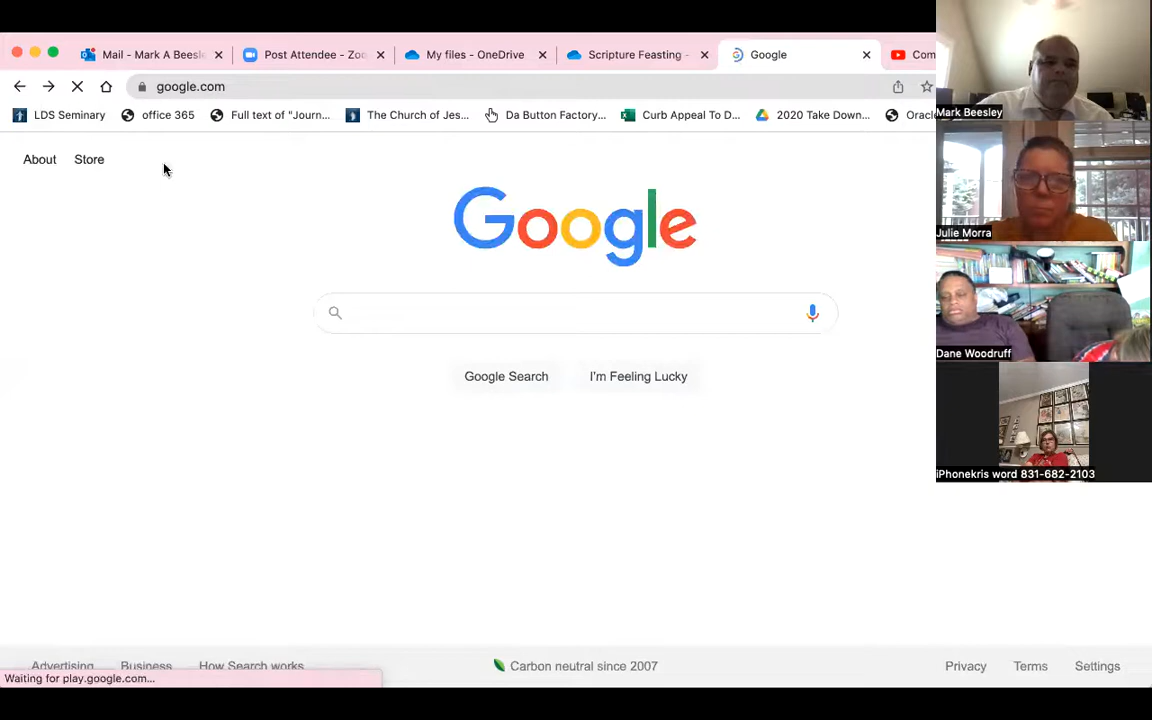 Mail - Mark A Beesle
Post Attendee - Zoo
My files - OneDrive
Scripture Feasting -
Google
Com
google.com
LDS Seminary
office 365
Full text of "Journ...
The Church of Jes...
Da Button Factory...
Curb Appeal To D...
2020 Take Down...
Oracle
About
Store
Google
Google Search
I'm Feeling Lucky
Mark Beesley
Julie Morra
Dane Woodruff
iPhonekris word 831-682-2103
Advertising
Business
How Search works
Carbon neutral since 2007
Privacy
Terms
Settings
Waiting for play.google.com...